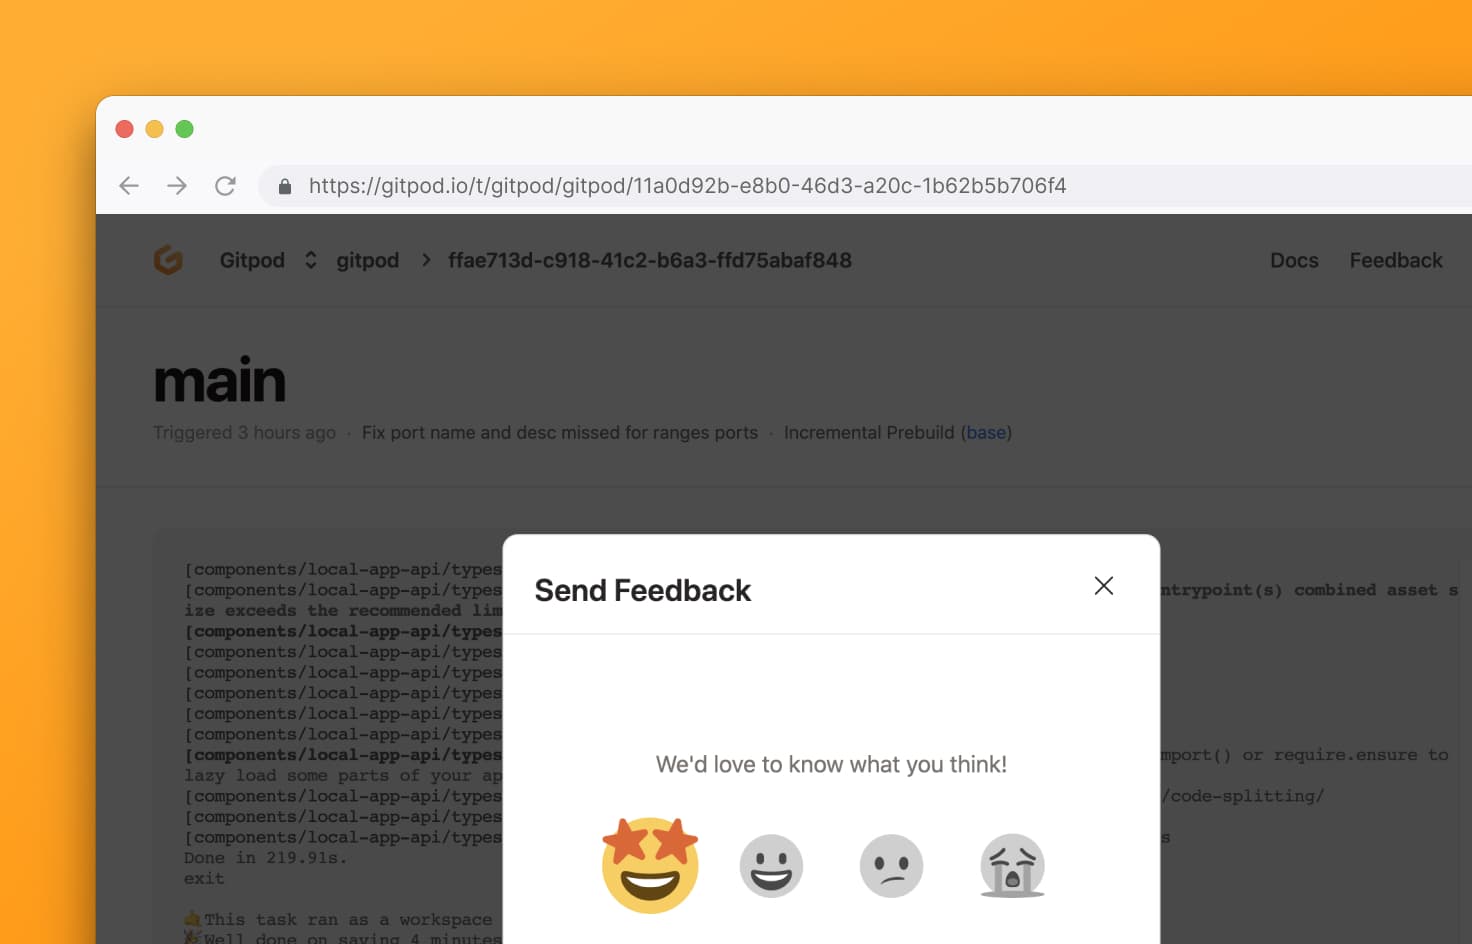 https://gitpod.io/t/gitpod/gitpod/11a0d92b-e8b0-46d3-a20c-1b62b5b706f4
Gitpod gitpod > ffae713d-c918-41c2-b6a3-ffd75abaf848 Docs Feedback
main
Triggered 3 hours ago · Fix port name and desc missed for ranges ports · Incremental Prebuild (base)
[components/local-app-api/types
[components/local-app-api/types ntrypoint(s) combined asset s
ize exceeds the recommended lim
[components/local-app-api/types
[components/local-app-api/types
[components/local-app-api/types
[components/local-app-api/types
[components/local-app-api/types
[components/local-app-api/types
[components/local-app-api/types mport() or require.ensure to
lazy load some parts of your ap
[components/local-app-api/types /code-splitting/
[components/local-app-api/types
[components/local-app-api/types s
Done in 219.91s.
exit
🤙This task ran as a workspace
🎉Well done on saving 4 minutes
Send Feedback
We'd love to know what you think!